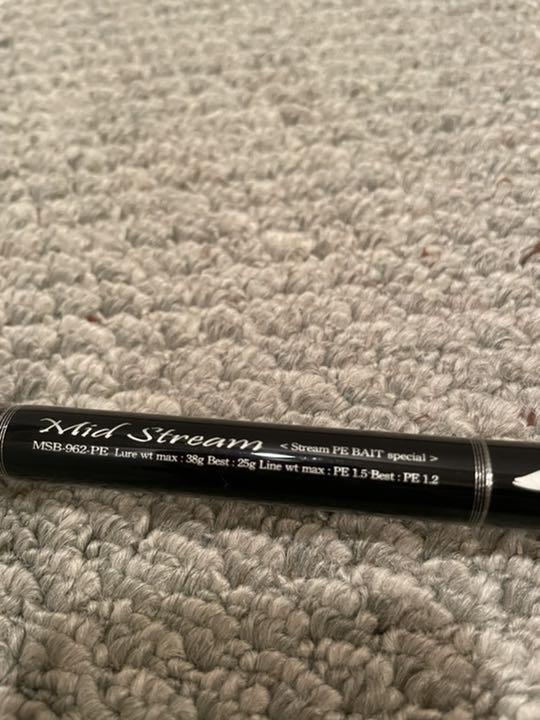 Mid Stream < Stream PE BAIT special >
MSB-962-PE Lure wt max : 38g Best : 25g Line wt max : PE 1.5 Best : PE 1.2